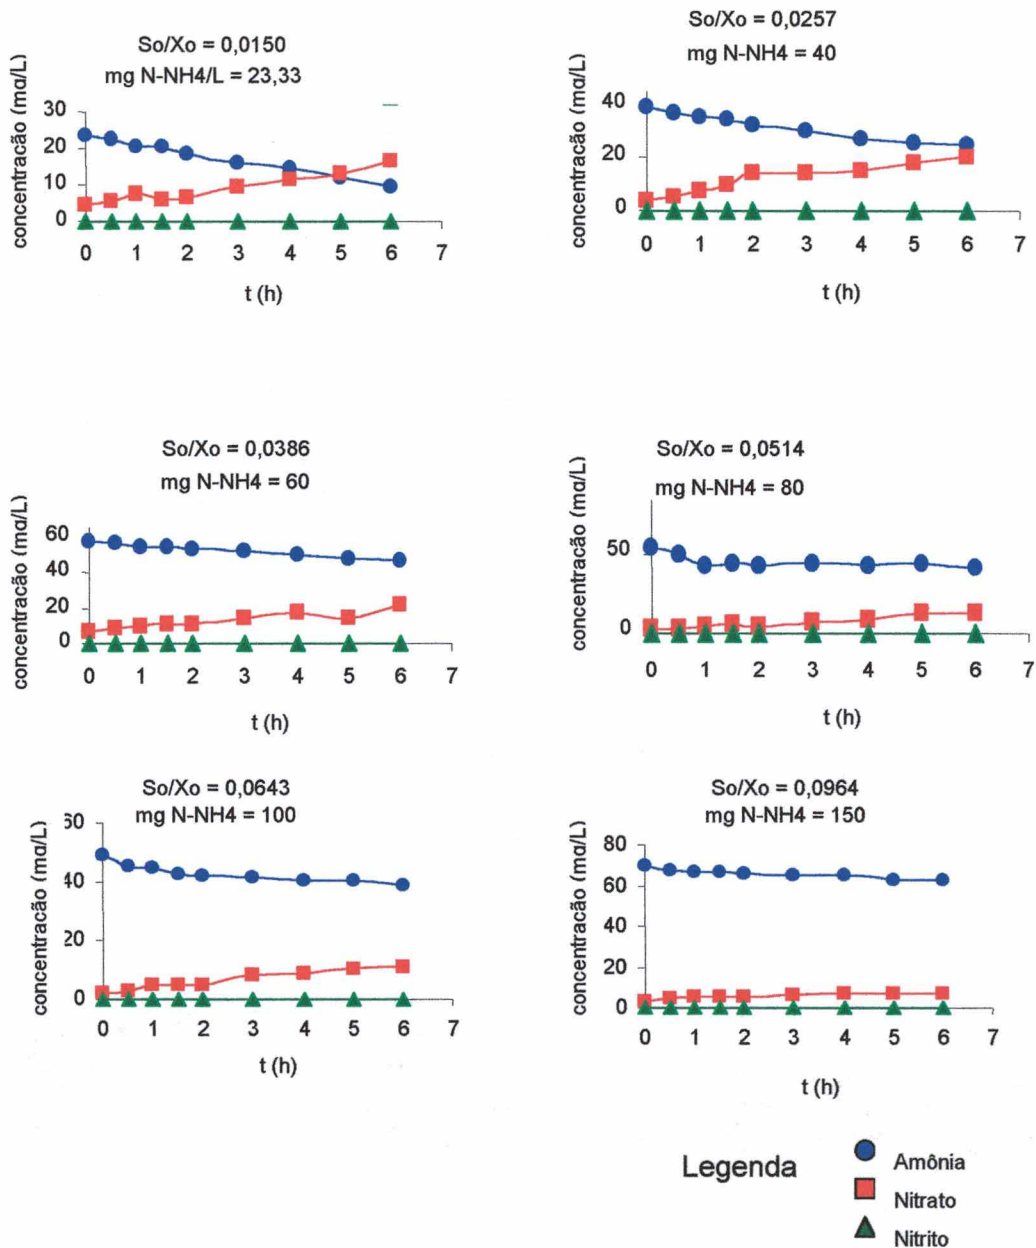 So/Xo = 0,0150
mg N-NH4/L = 23,33
concentração (mg/L)
30
20
10
0
0 1 2 3 4 5 6 7
t (h)
So/Xo = 0,0257
mg N-NH4 = 40
concentração (mg/L)
40
20
0
0 1 2 3 4 5 6 7
t (h)
So/Xo = 0,0386
mg N-NH4 = 60
concentração (mg/L)
60
40
20
0
0 1 2 3 4 5 6 7
t (h)
So/Xo = 0,0514
mg N-NH4 = 80
concentração (mg/L)
50
0
0 1 2 3 4 5 6 7
t (h)
So/Xo = 0,0643
mg N-NH4 = 100
concentração (mg/L)
60
40
20
0
0 1 2 3 4 5 6 7
t (h)
So/Xo = 0,0964
mg N-NH4 = 150
concentração (mg/L)
80
60
40
20
0
0 1 2 3 4 5 6 7
t (h)
Legenda
Amônia
Nitrato
Nitrito